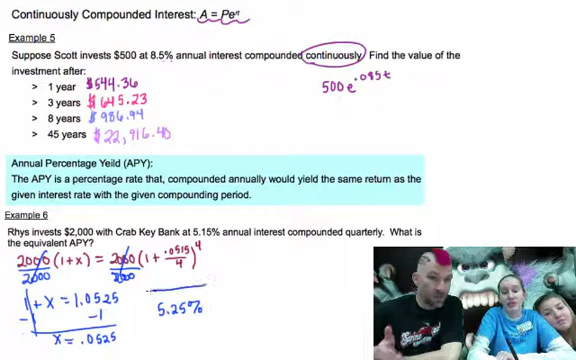 Continuously Compounded Interest: A = Pe^rt
Example 5
Suppose Scott invests $500 at 8.5% annual interest compounded continuously. Find the value of the
investment after:
500e^.085t
> 1 year $544.36
> 3 years $645.23
> 8 years $986.94
> 45 years $22,916.40
Annual Percentage Yeild (APY):
The APY is a percentage rate that, compounded annually would yield the same return as the
given interest rate with the given compounding period.
Example 6
Rhys invests $2,000 with Crab Key Bank at 5.15% annual interest compounded quarterly. What is
the equivalent APY?
2000(1+x) = 2000(1 + .0515/4)^4
2000 2000
1 + x = 1.0525
-1 -1
x = .0525
5.25%